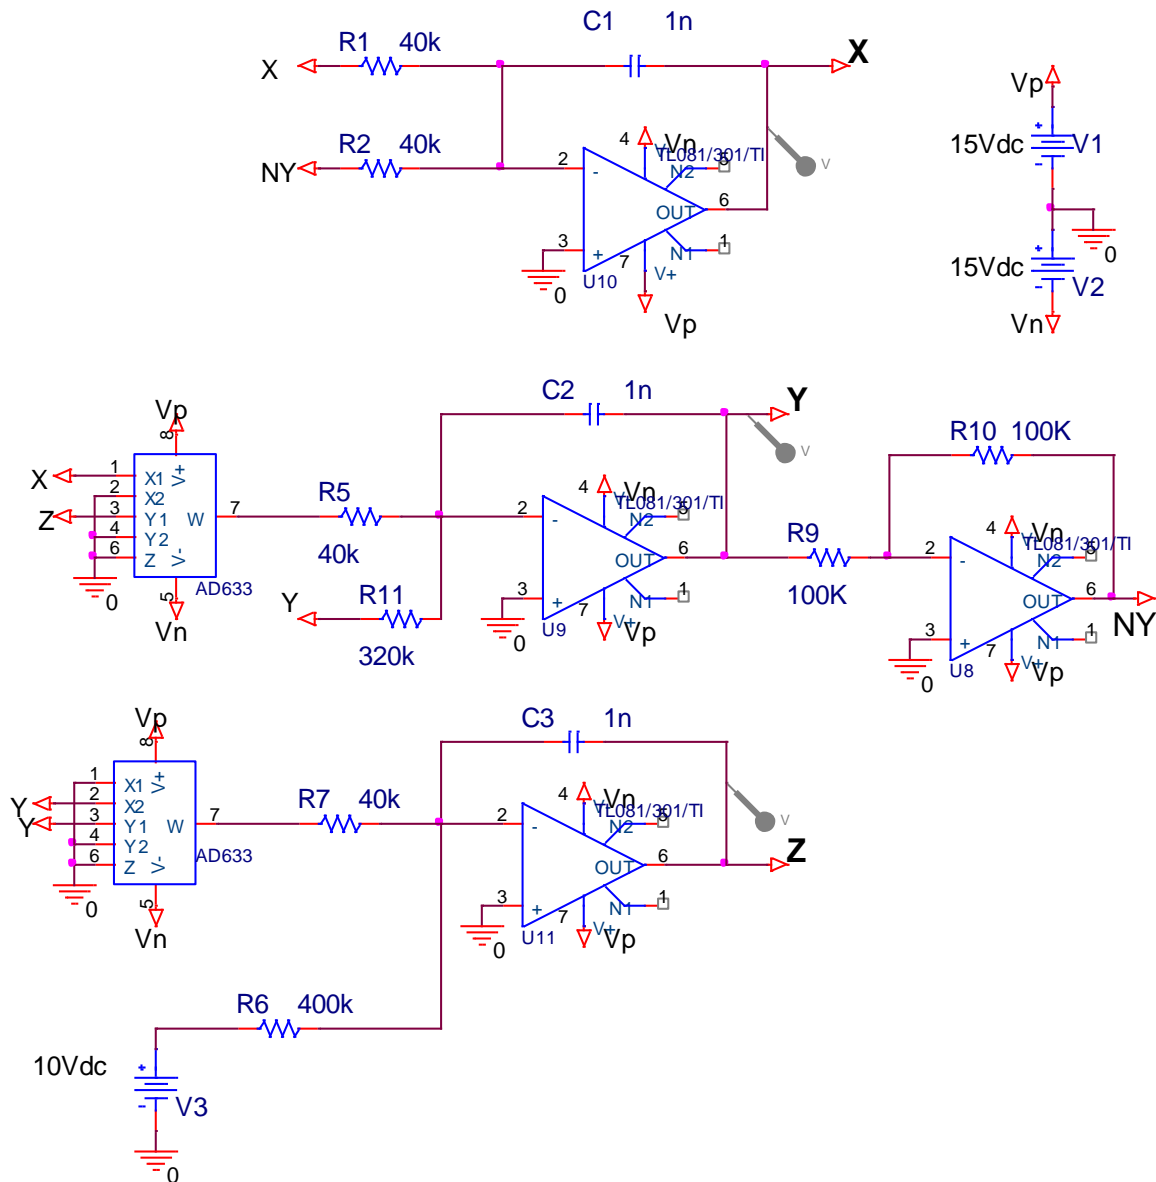 C1 1n
R1 40k
X
X
R2 40k
NY
4 Vn
TL081/301/TI
2 - N2 5
OUT 6
3 + N1 1
7 V+
U10
0
Vp
Vp
15Vdc V1
0
15Vdc V2
Vn
C2 1n
Y
Vp
8
X 1 X1 V+
2 X2
Z 3 Y1 W 7
4 Y2
6 Z V-
AD633
0
5
Vn
R5
40k
Y R11
320k
4 Vn
TL081/301/TI
2 - N2 5
OUT 6
3 + N1 1
7 V+
U9
0
Vp
R10 100K
R9
100K
4 Vn
TL081/301/TI
2 - N2 5
OUT 6
3 + N1 1
7 V+
U8
0
Vp
NY
C3 1n
Vp
8
1 X1 V+
Y 2 X2
Y 3 Y1 W 7
4 Y2
6 Z V-
AD633
0
5
Vn
R7 40k
4 Vn
TL081/301/TI
2 - N2 5
OUT 6
3 + N1 1
7 V+
U11
0
Vp
V
V
V
Z
R6 400k
10Vdc
V3
0